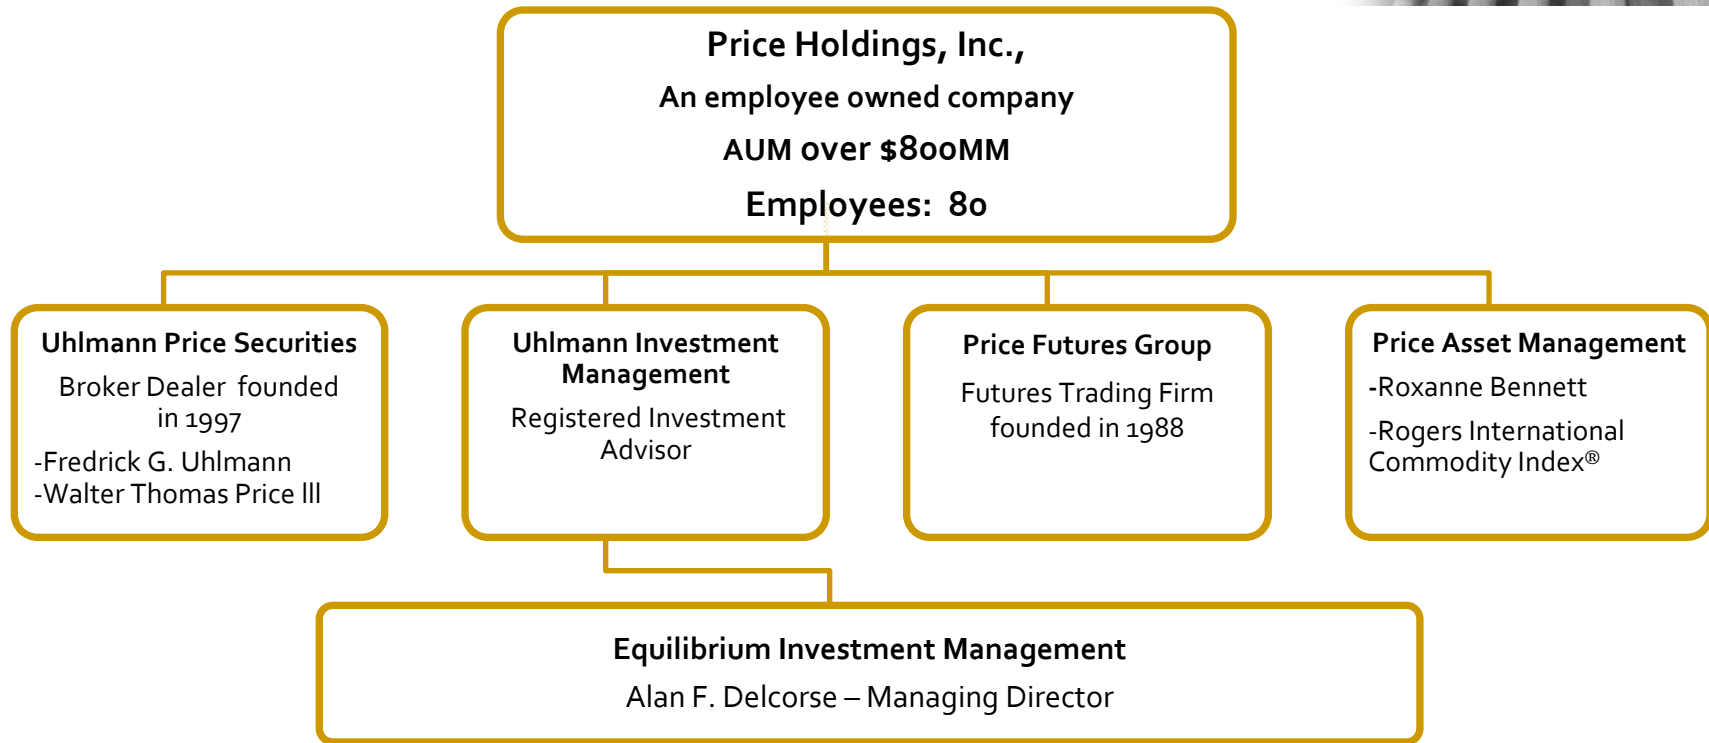 Price Holdings, Inc.,
An employee owned company
AUM over $800MM
Employees: 80
Uhlmann Price Securities
Broker Dealer founded
in 1997
-Fredrick G. Uhlmann
-Walter Thomas Price lll
Uhlmann Investment
Management
Registered Investment
Advisor
Price Futures Group
Futures Trading Firm
founded in 1988
Price Asset Management
-Roxanne Bennett
-Rogers International
Commodity Index®
Equilibrium Investment Management
Alan F. Delcorse – Managing Director